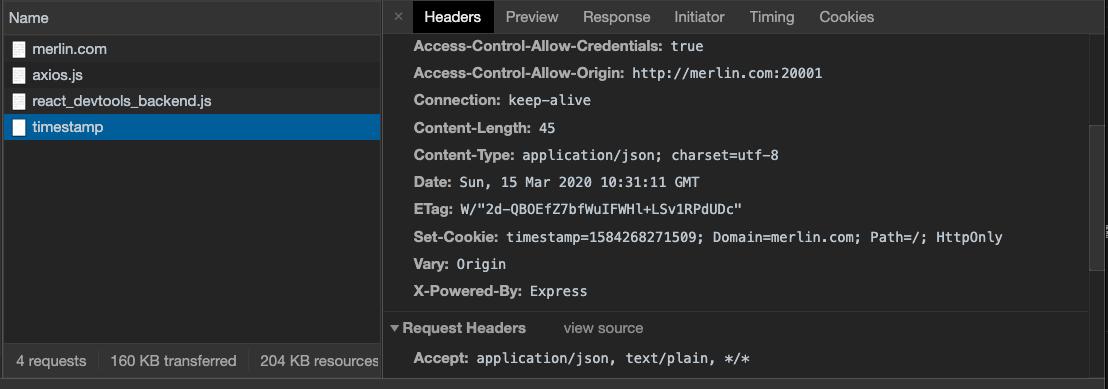 Name
merlin.com
axios.js
react_devtools_backend.js
timestamp
4 requests
160 KB transferred
204 KB resources
× Headers Preview Response Initiator Timing Cookies
Access-Control-Allow-Credentials: true
Access-Control-Allow-Origin: http://merlin.com:20001
Connection: keep-alive
Content-Length: 45
Content-Type: application/json; charset=utf-8
Date: Sun, 15 Mar 2020 10:31:11 GMT
ETag: W/"2d-QBOEfZ7bfWuIFWHl+LSv1RPdUDc"
Set-Cookie: timestamp=1584268271509; Domain=merlin.com; Path=/; HttpOnly
Vary: Origin
X-Powered-By: Express
Request Headers view source
Accept: application/json, text/plain, */*